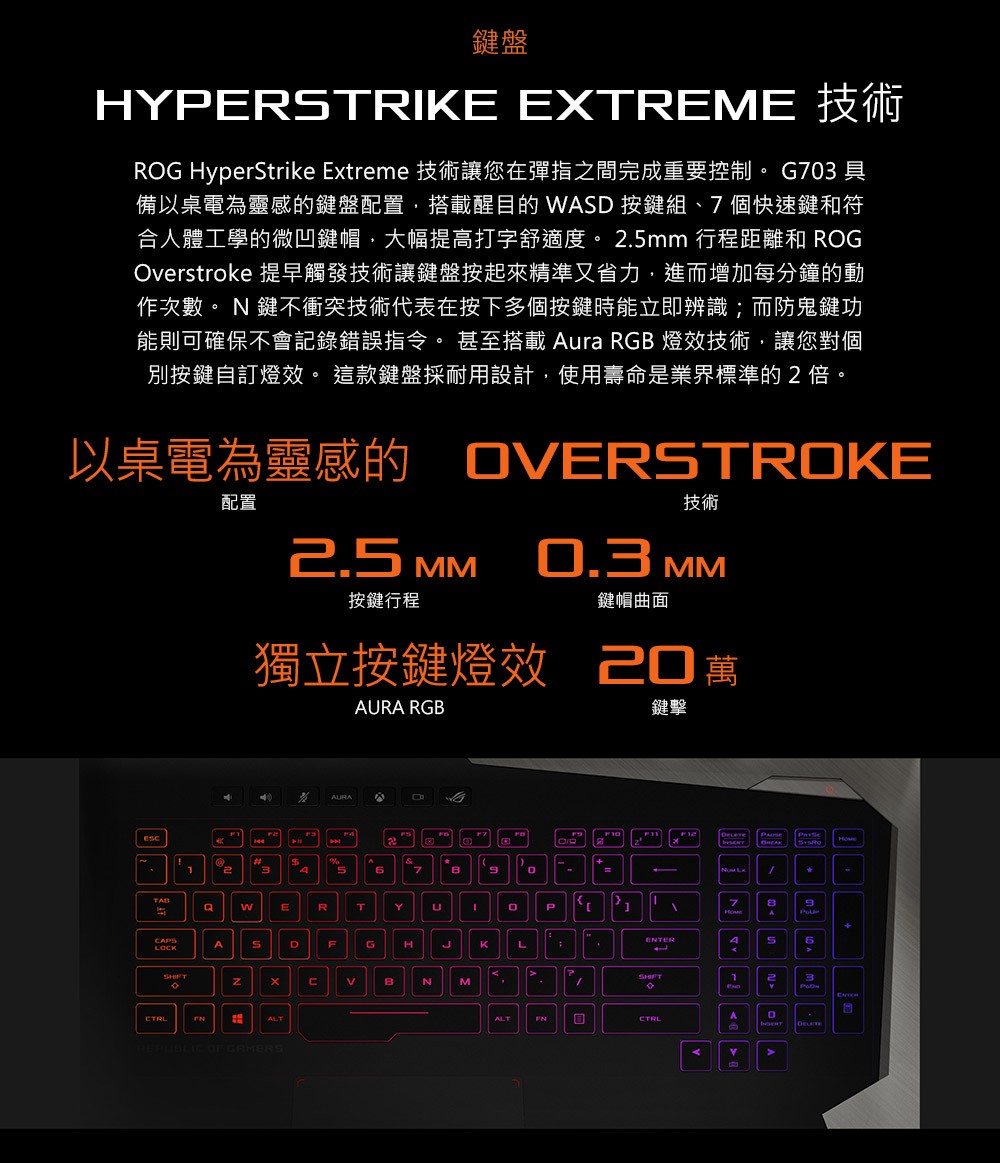 鍵盤
HYPERSTRIKE EXTREME 技術
ROG HyperStrike Extreme 技術讓您在彈指之間完成重要控制。 G703 具
備以桌電為靈感的鍵盤配置，搭載醒目的 WASD 按鍵組、7 個快速鍵和符
合人體工學的微凹鍵帽，大幅提高打字舒適度。 2.5mm 行程距離和 ROG
Overstroke 提早觸發技術讓鍵盤按起來精準又省力，進而增加每分鐘的動
作次數。 N 鍵不衝突技術代表在按下多個按鍵時能立即辨識；而防鬼鍵功
能則可確保不會記錄錯誤指令。 甚至搭載 Aura RGB 燈效技術，讓您對個
別按鍵自訂燈效。 這款鍵盤採耐用設計，使用壽命是業界標準的 2 倍。
以桌電為靈感的 OVERSTROKE
配置 技術
2.5 MM 0.3 MM
按鍵行程 鍵帽曲面
獨立按鍵燈效 20 萬
AURA RGB 鍵擊
AURA
ESC F1 F2 F3 F4 F5 F6 F7 F8 F9 F10 F11 F12 DELETE INSERT PAUSE BREAK PRTSC SYSRQ HOME
~ ` ! 1 @ 2 # 3 $ 4 % 5 ^ 6 & 7 * 8 ( 9 ) 0 _ - + = ← NUM LK / * -
TAB Q W E R T Y U I O P { [ } ] | \ 7 HOME 8 9 PGUP +
CAPS LOCK A S D F G H J K L : ; " ' ENTER 4 5 6
SHIFT Z X C V B N M < , > . ? / SHIFT 1 END 2 3 PGDN ENTER
CTRL FN ALT ALT FN CTRL 0 INSERT . DELETE